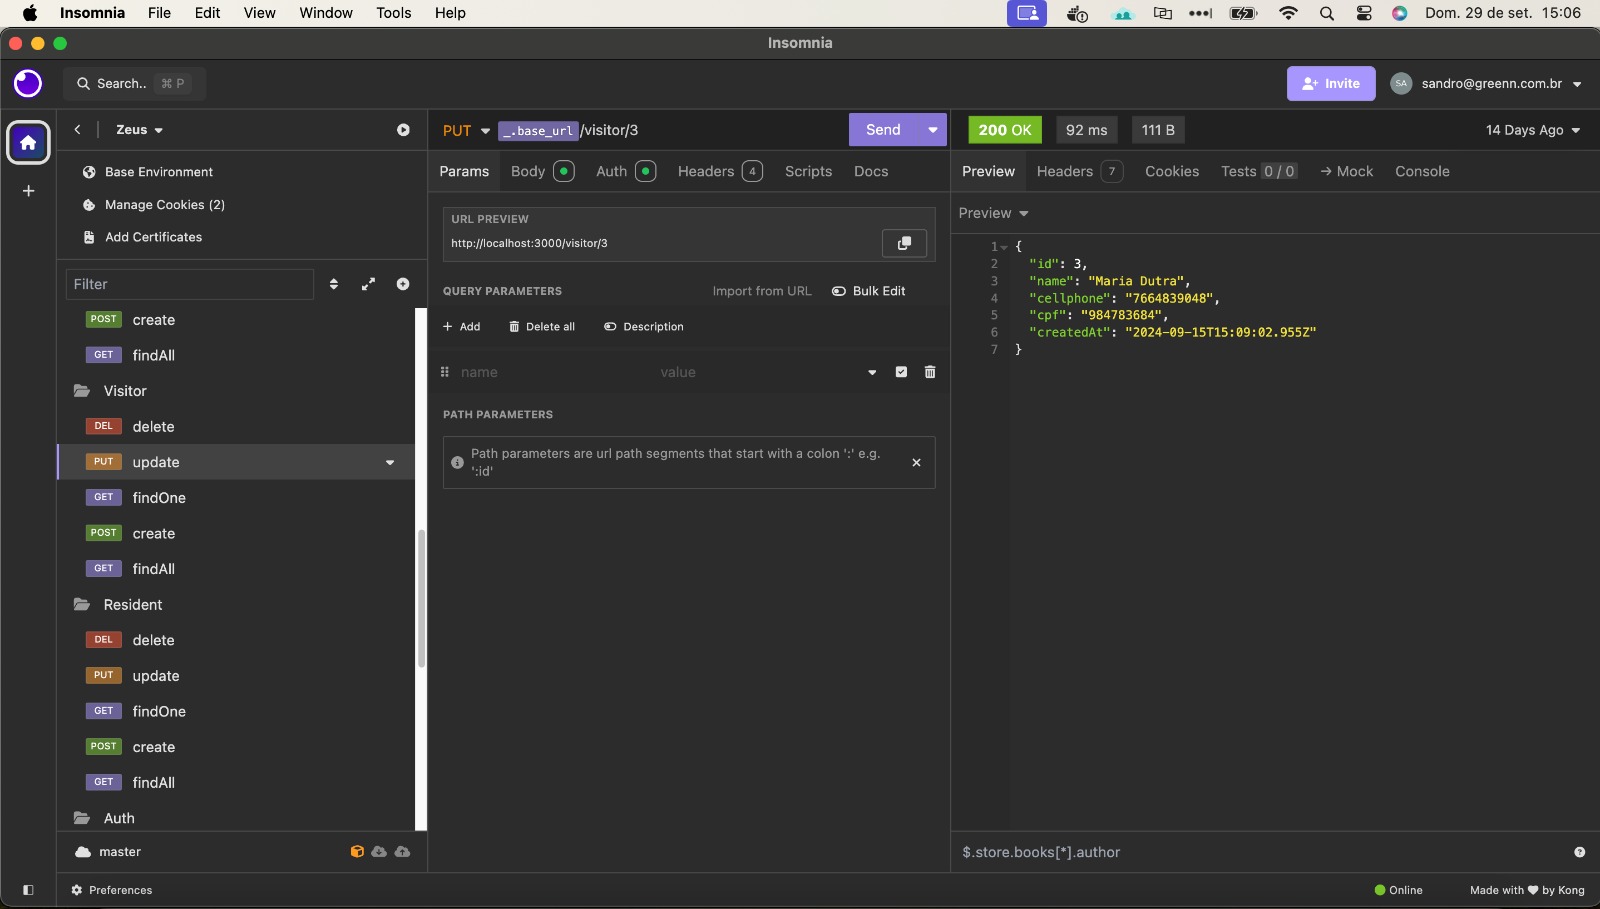 Insomnia File Edit View Window Tools Help Dom. 29 de set. 15:06
Insomnia
Search.. ⌘ P
Invite
SA sandro@greenn.com.br
Zeus
Base Environment
Manage Cookies (2)
Add Certificates
Filter
POST create
GET findAll
Visitor
DEL delete
PUT update
GET findOne
POST create
GET findAll
Resident
DEL delete
PUT update
GET findOne
POST create
GET findAll
Auth
master
Preferences
PUT _.base_url/visitor/3 Send
Params Body Auth Headers 4 Scripts Docs
URL PREVIEW
http://localhost:3000/visitor/3
QUERY PARAMETERS Import from URL Bulk Edit
+ Add Delete all Description
name value
PATH PARAMETERS
Path parameters are url path segments that start with a colon ':' e.g.
':id'
200 OK 92 ms 111 B 14 Days Ago
Preview Headers 7 Cookies Tests 0 / 0 → Mock Console
Preview
1 {
2 "id": 3,
3 "name": "Maria Dutra",
4 "cellphone": "7664839048",
5 "cpf": "984783684",
6 "createdAt": "2024-09-15T15:09:02.955Z"
7 }
$.store.books[*].author
Online Made with ♥ by Kong